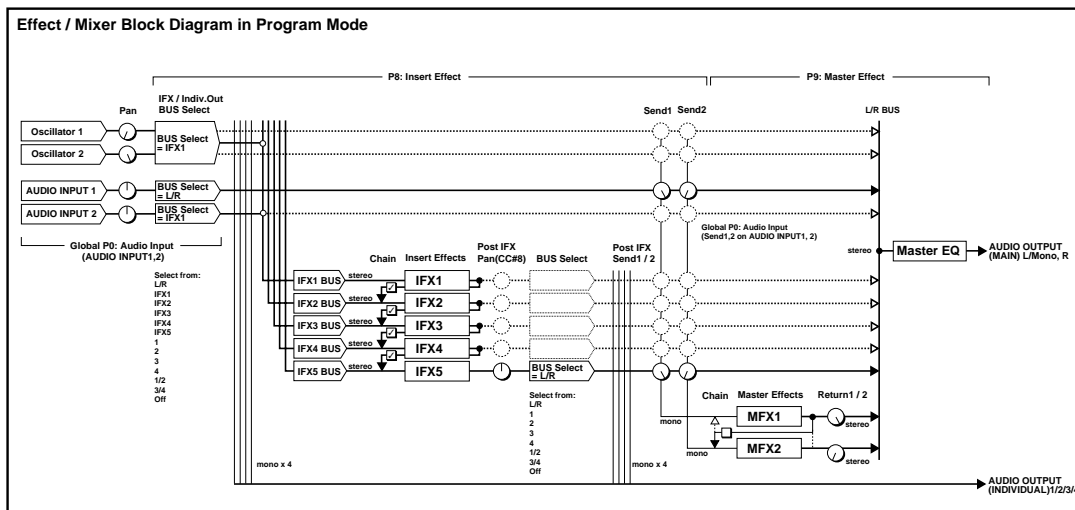 Effect / Mixer Block Diagram in Program Mode
P8: Insert Effect
P9: Master Effect
IFX / Indiv.Out
BUS Select
Pan
Send1
Send2
L/R BUS
Oscillator 1
Oscillator 2
BUS Select
= IFX1
AUDIO INPUT 1
BUS Select
= L/R
AUDIO INPUT 2
BUS Select
= IFX1
Global P0: Audio Input
(AUDIO INPUT1,2)
Global P0: Audio Input
(Send1,2 on AUDIO INPUT1, 2)
stereo
Master EQ
AUDIO OUTPUT
(MAIN) L/Mono, R
Select from:
L/R
IFX1
IFX2
IFX3
IFX4
IFX5
1
2
3
4
1/2
3/4
Off
Chain
Insert Effects
Post IFX
Pan(CC#8)
BUS Select
Post IFX
Send1 / 2
IFX1 BUS
stereo
IFX1
IFX2 BUS
stereo
IFX2
IFX3 BUS
stereo
IFX3
IFX4 BUS
stereo
IFX4
IFX5 BUS
stereo
IFX5
BUS Select
= L/R
Select from:
L/R
1
2
3
4
1/2
3/4
Off
Chain
Master Effects
Return1 / 2
mono
MFX1
stereo
mono
MFX2
stereo
mono x 4
mono x 4
AUDIO OUTPUT
(INDIVIDUAL)1/2/3/4